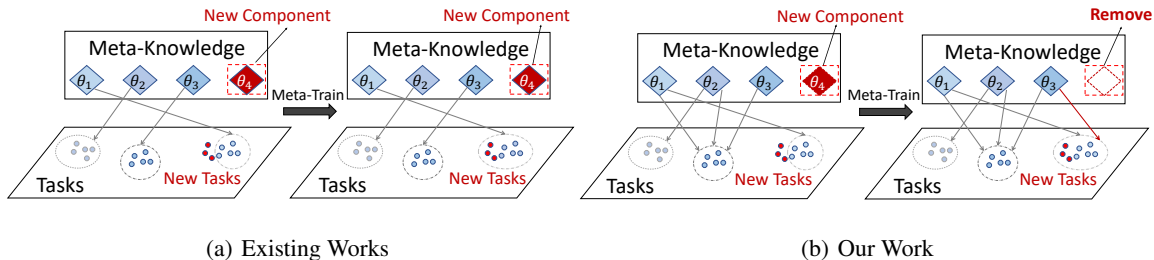 New Component
Meta-Knowledge
θ1 θ2 θ3 θ4
Meta-Train
Tasks
New Tasks
New Component
Meta-Knowledge
θ1 θ2 θ3 θ4
Tasks
New Tasks
(a) Existing Works
New Component
Meta-Knowledge
θ1 θ2 θ3 θ4
Meta-Train
Tasks
New Tasks
Remove
Meta-Knowledge
θ1 θ2 θ3
Tasks
New Tasks
(b) Our Work